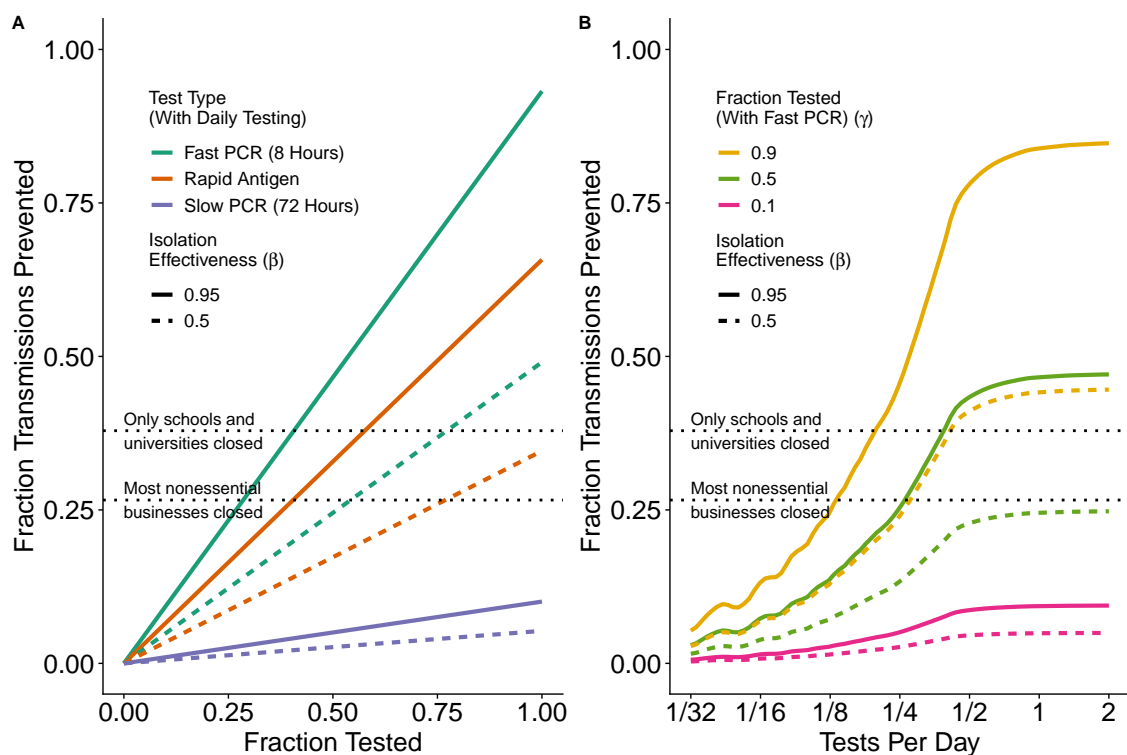 A
Fraction Transmissions Prevented
1.00
0.75
0.50
0.25
0.00
Test Type
(With Daily Testing)
Fast PCR (8 Hours)
Rapid Antigen
Slow PCR (72 Hours)
Isolation
Effectiveness (β)
0.95
0.5
Only schools and
universities closed
Most nonessential
businesses closed
0.00 0.25 0.50 0.75 1.00
Fraction Tested
B
Fraction Transmissions Prevented
1.00
0.75
0.50
0.25
0.00
Fraction Tested
(With Fast PCR) (γ)
0.9
0.5
0.1
Isolation
Effectiveness (β)
0.95
0.5
Only schools and
universities closed
Most nonessential
businesses closed
1/32 1/16 1/8 1/4 1/2 1 2
Tests Per Day